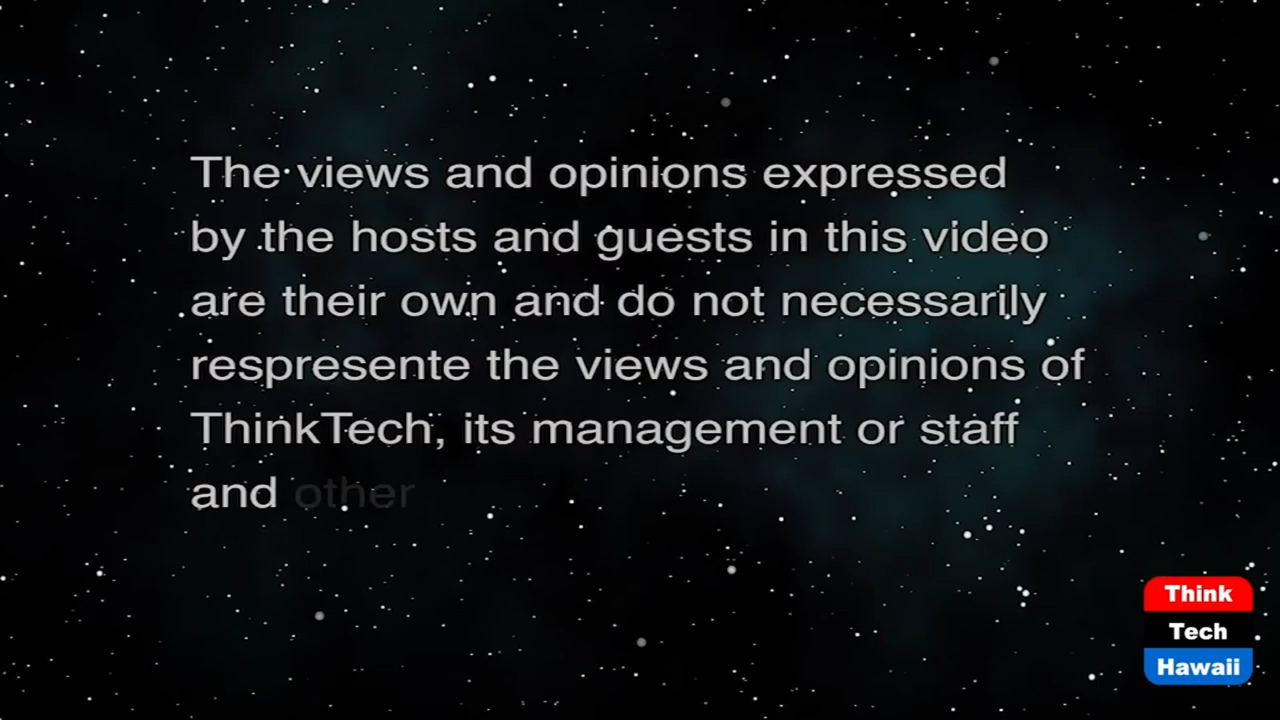 The views and opinions expressed
by the hosts and guests in this video
are their own and do not necessarily
respresente the views and opinions of
ThinkTech, its management or staff
and other
Think
Tech
Hawaii